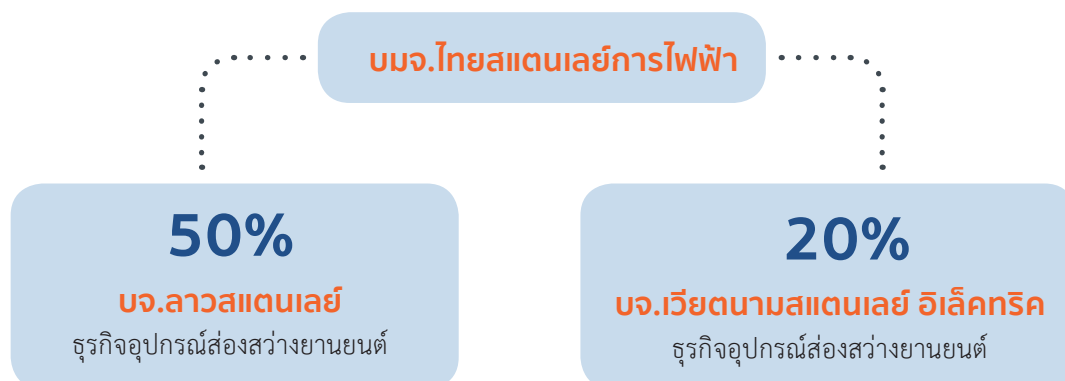 บมจ.ไทยสแตนเลย์การไฟฟ้า
50%
บจ.ลาวสแตนเลย์
ธุรกิจอุปกรณ์ส่องสว่างยานยนต์
20%
บจ.เวียตนามสแตนเลย์ อิเล็คทริค
ธุรกิจอุปกรณ์ส่องสว่างยานยนต์